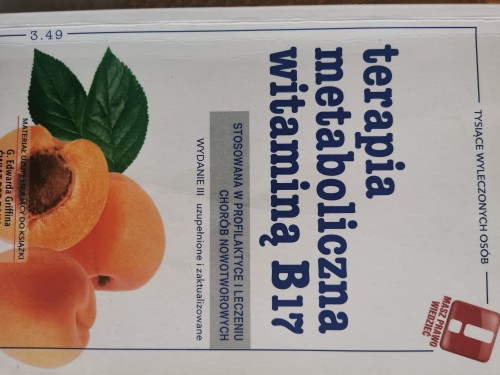 TYSIĄCE WYLECZONYCH OSÓB
MASZ PRAWO
WIEDZIEĆ
terapia
metaboliczna
witaminą B17
STOSOWANA W PROFILAKTYCE I LECZENIU
CHORÓB NOWOTWOROWYCH
WYDANIE III uzupełnione i zaktualizowane
3.49
MATERIAŁ UZUPEŁNIAJĄCY DO KSIĄŻKI
G. Edwarda Griffina